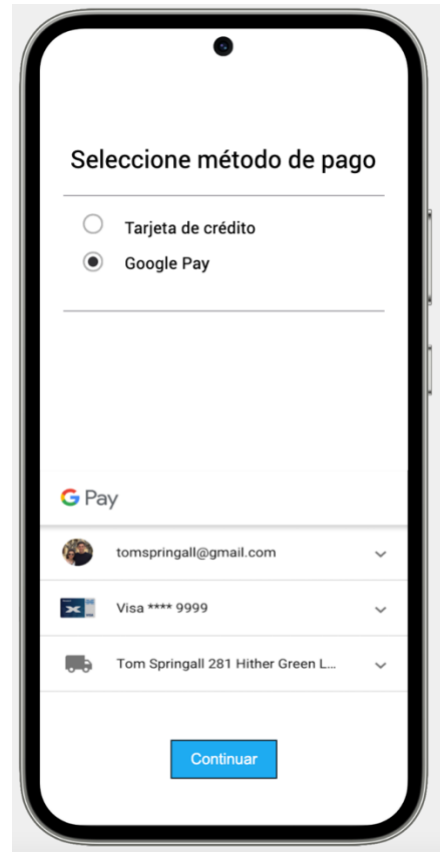 Seleccione método de pago
Tarjeta de crédito
Google Pay
G Pay
tomspringall@gmail.com
Visa **** 9999
Tom Springall 281 Hither Green L...
Continuar